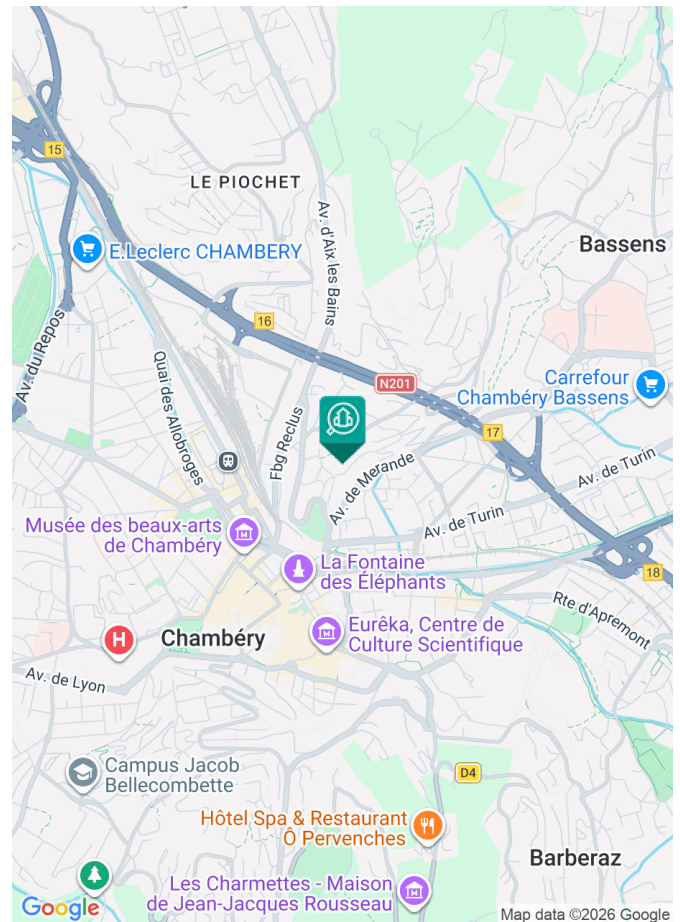 15
LE PIOCHET
Av. d'Aix les Bains
Bassens
E.Leclerc CHAMBERY
Av. du Repos
16
N201
Quai des Allobroges
Carrefour
Chambéry Bassens
Fbg Reclus
17
Av. de Merande
Av. de Turin
Av. de Turin
Musée des beaux-arts
de Chambéry
La Fontaine
des Éléphants
18
Rte d'Apremont
H
Chambéry
Eurêka, Centre de
Culture Scientifique
Av. de Lyon
Campus Jacob
Bellecombette
D4
Hôtel Spa & Restaurant
Ô Pervenches
Barberaz
Les Charmettes - Maison
de Jean-Jacques Rousseau
Google
Map data ©2026 Google